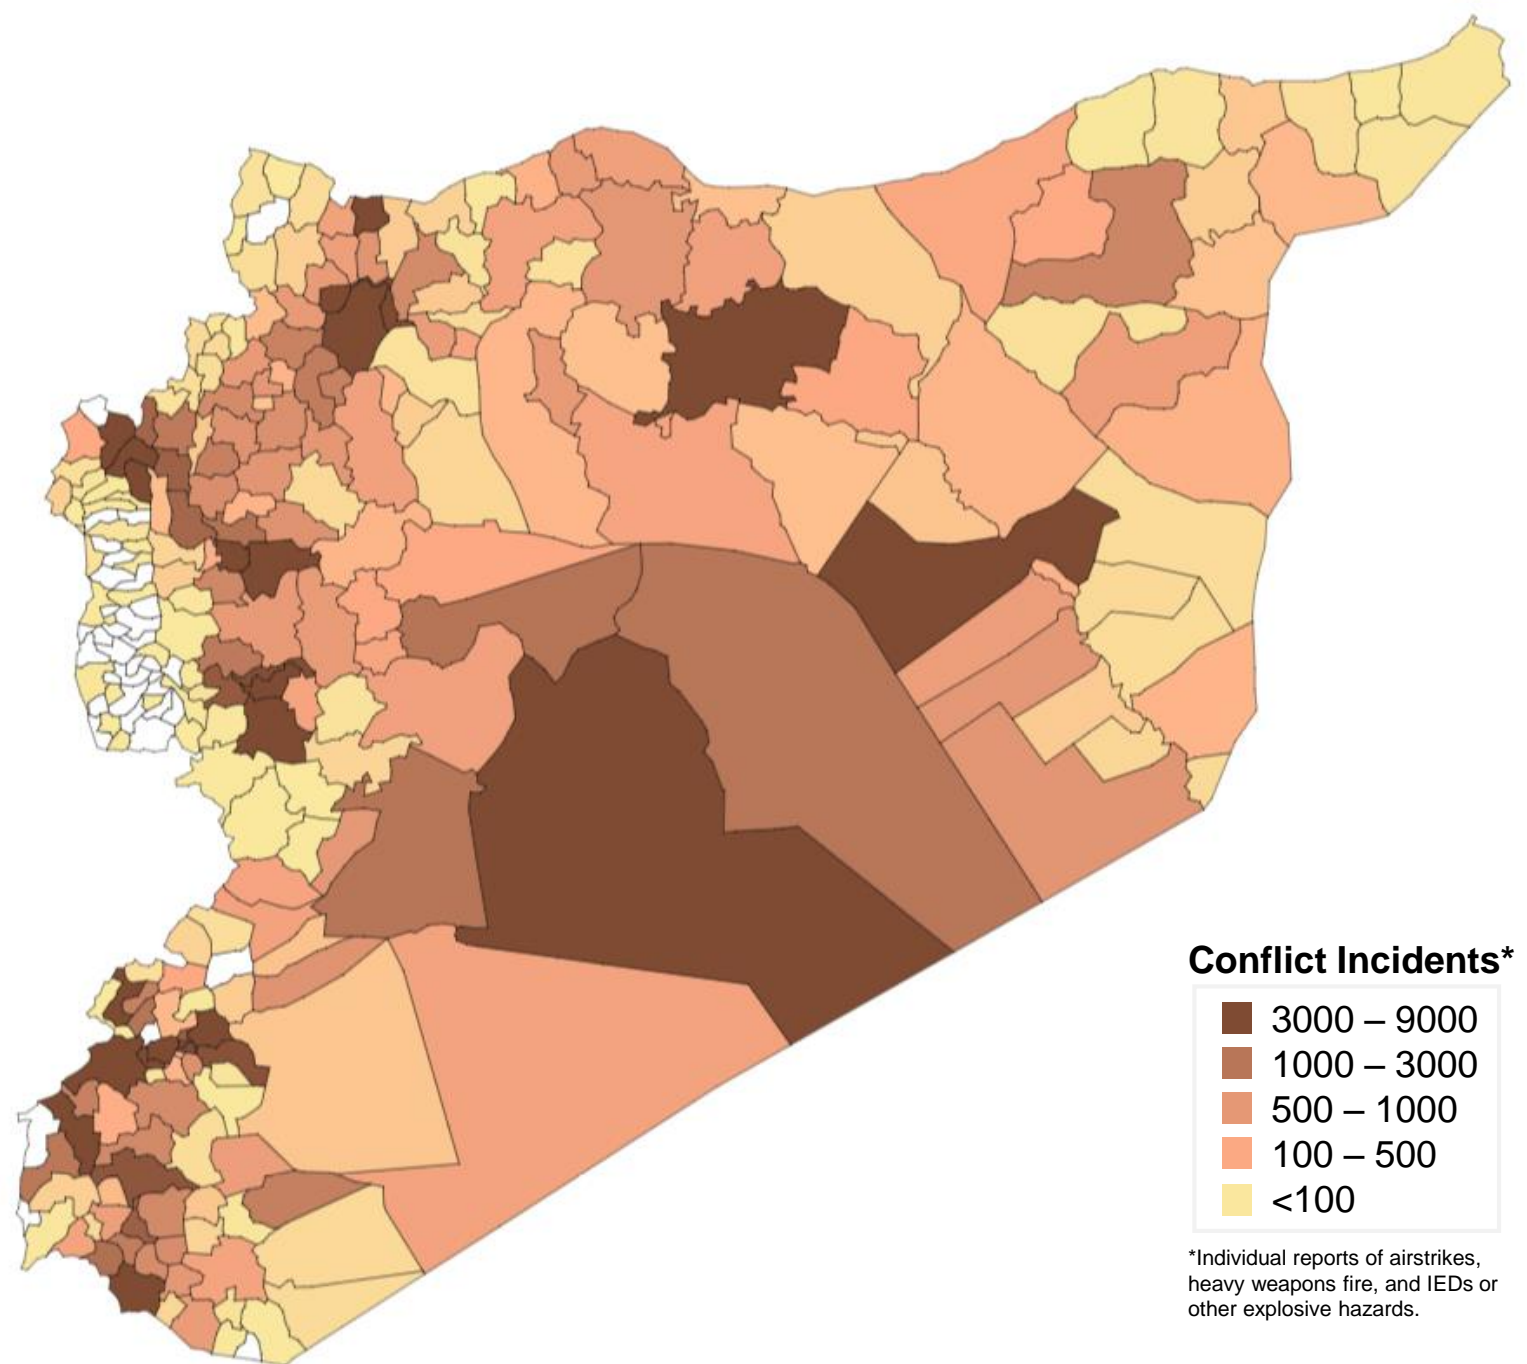 Conflict Incidents*
3000 – 9000
1000 – 3000
500 – 1000
100 – 500
<100
*Individual reports of airstrikes,
heavy weapons fire, and IEDs or
other explosive hazards.